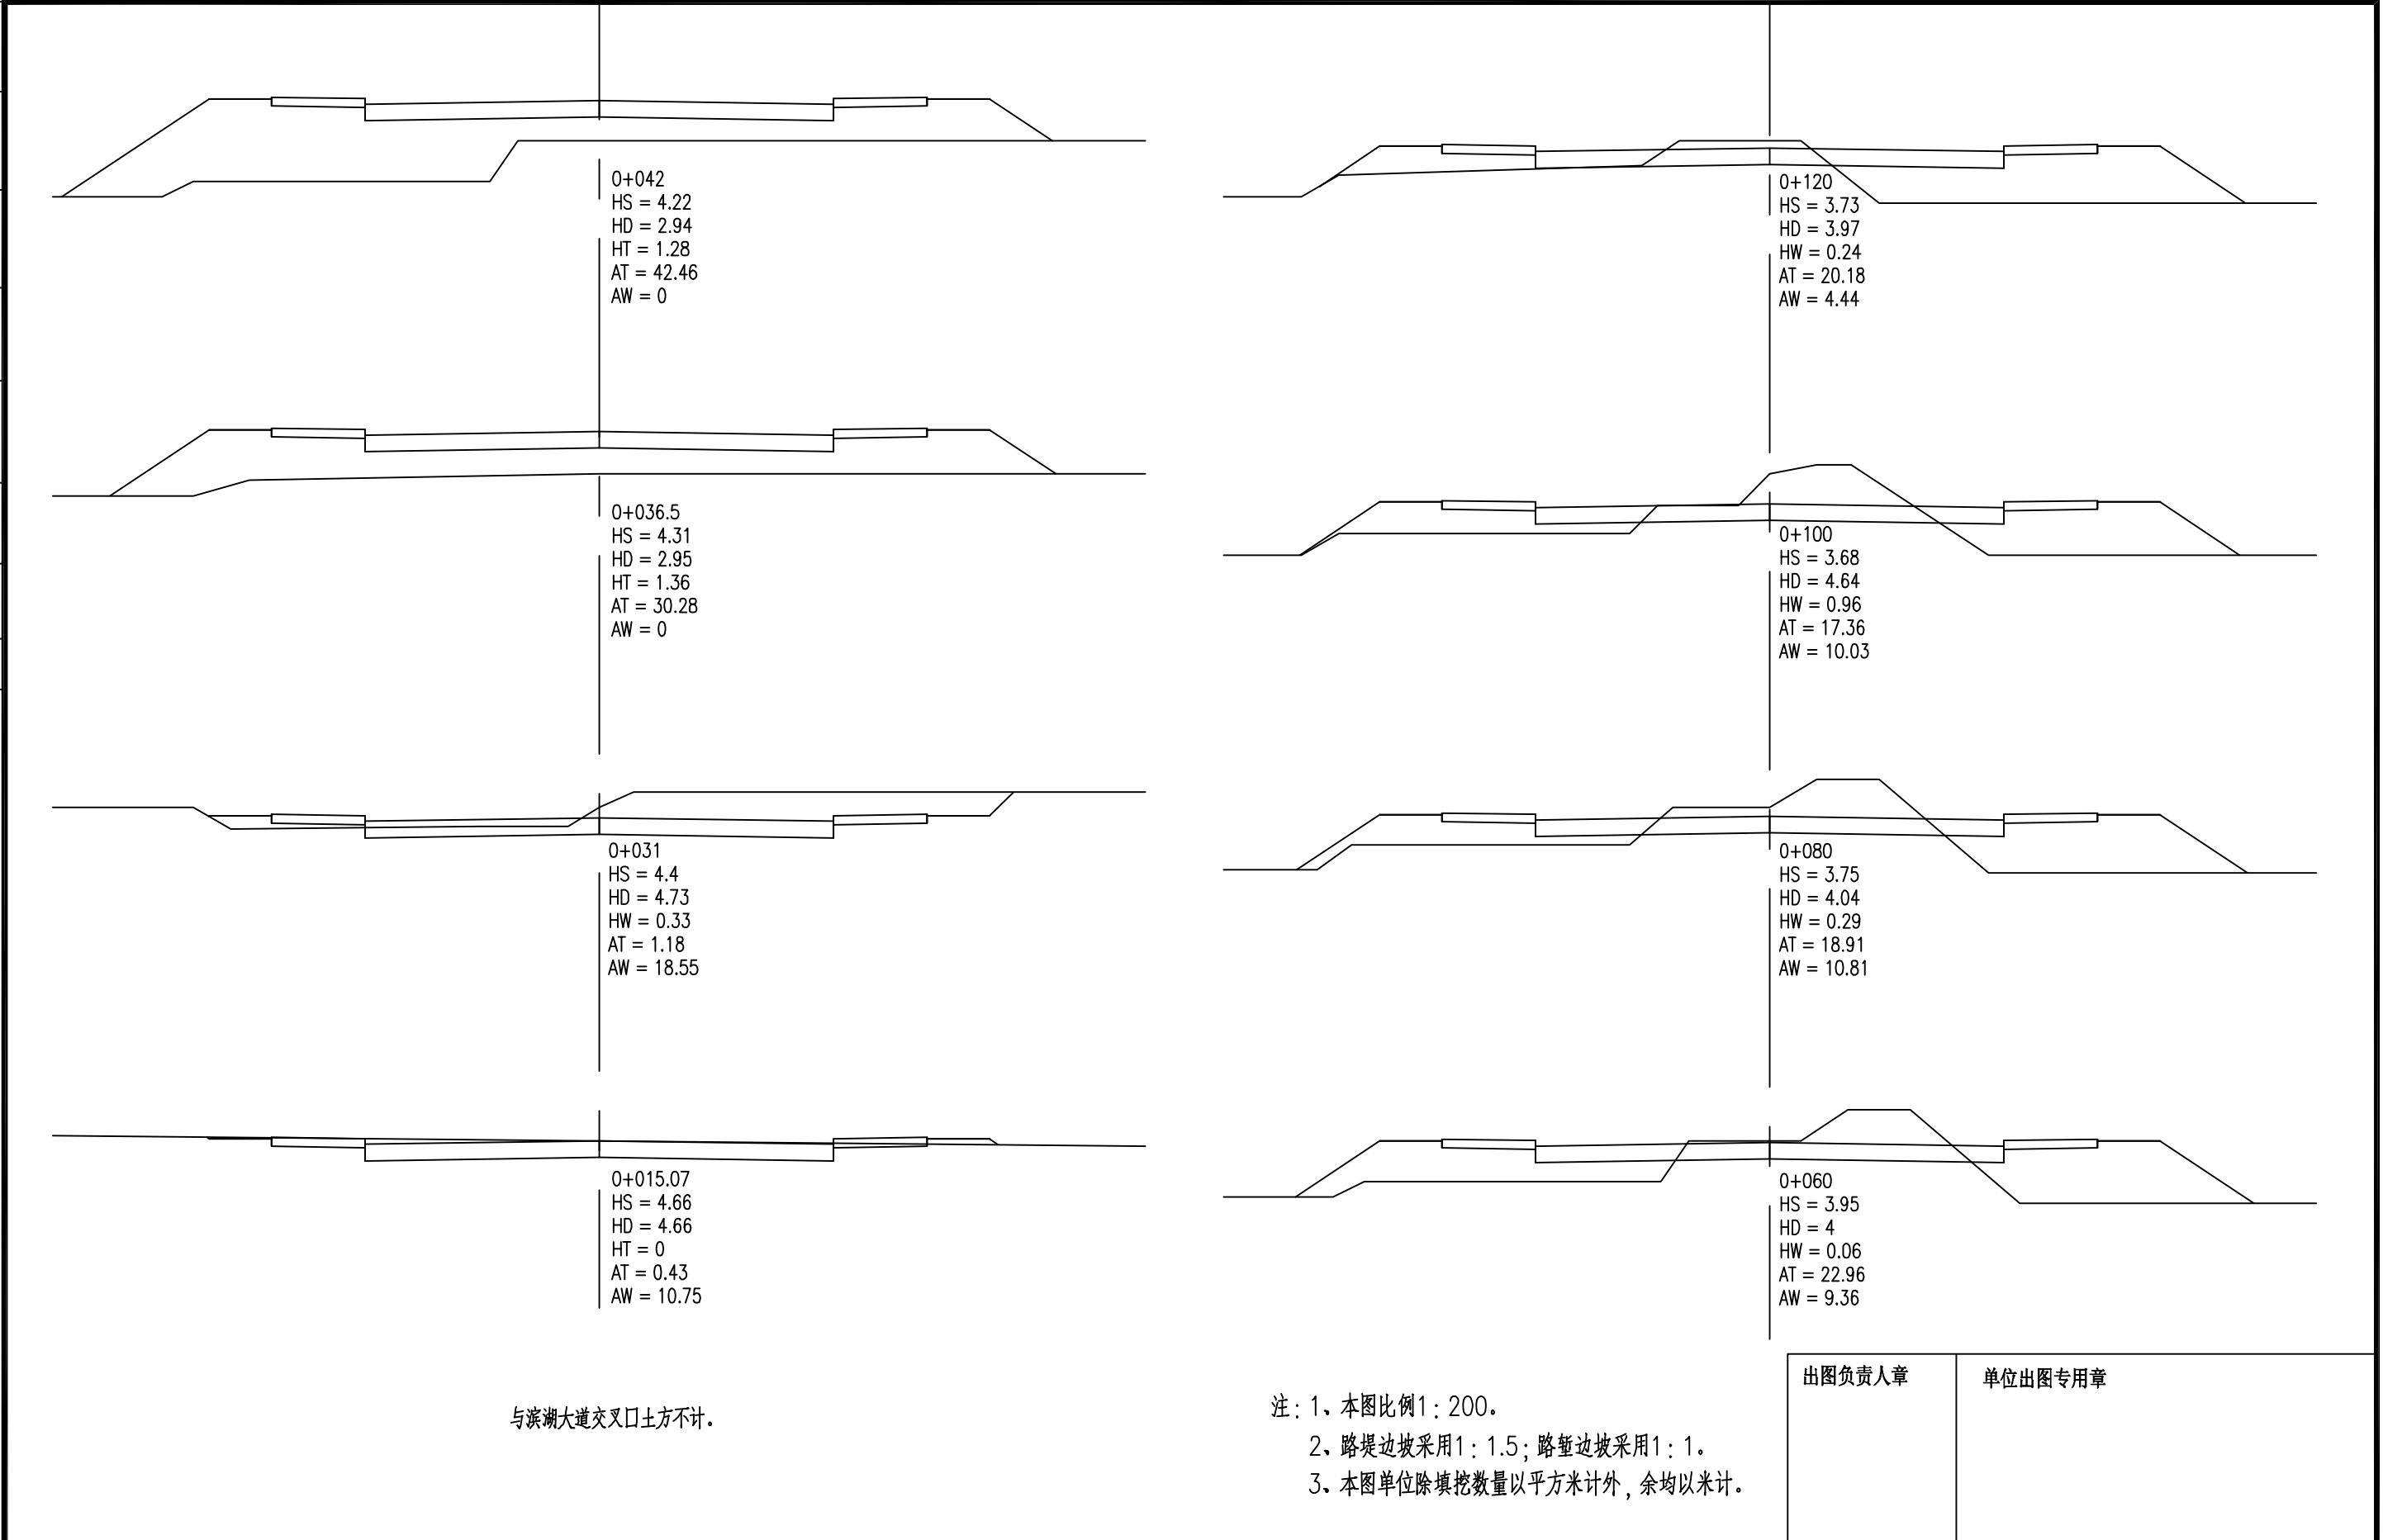 0+042
HS = 4.22
HD = 2.94
HT = 1.28
AT = 42.46
AW = 0
0+036.5
HS = 4.31
HD = 2.95
HT = 1.36
AT = 30.28
AW = 0
0+031
HS = 4.4
HD = 4.73
HW = 0.33
AT = 1.18
AW = 18.55
0+015.07
HS = 4.66
HD = 4.66
HT = 0
AT = 0.43
AW = 10.75
与滨湖大道交叉口土方不计。
0+120
HS = 3.73
HD = 3.97
HW = 0.24
AT = 20.18
AW = 4.44
0+100
HS = 3.68
HD = 4.64
HW = 0.96
AT = 17.36
AW = 10.03
0+080
HS = 3.75
HD = 4.04
HW = 0.29
AT = 18.91
AW = 10.81
0+060
HS = 3.95
HD = 4
HW = 0.06
AT = 22.96
AW = 9.36
注: 1、本图比例1: 200。
2、路堤边坡采用1: 1.5; 路堑边坡采用1: 1。
3、本图单位除填挖数量以平方米计外, 余均以米计。
出图负责人章
单位出图专用章